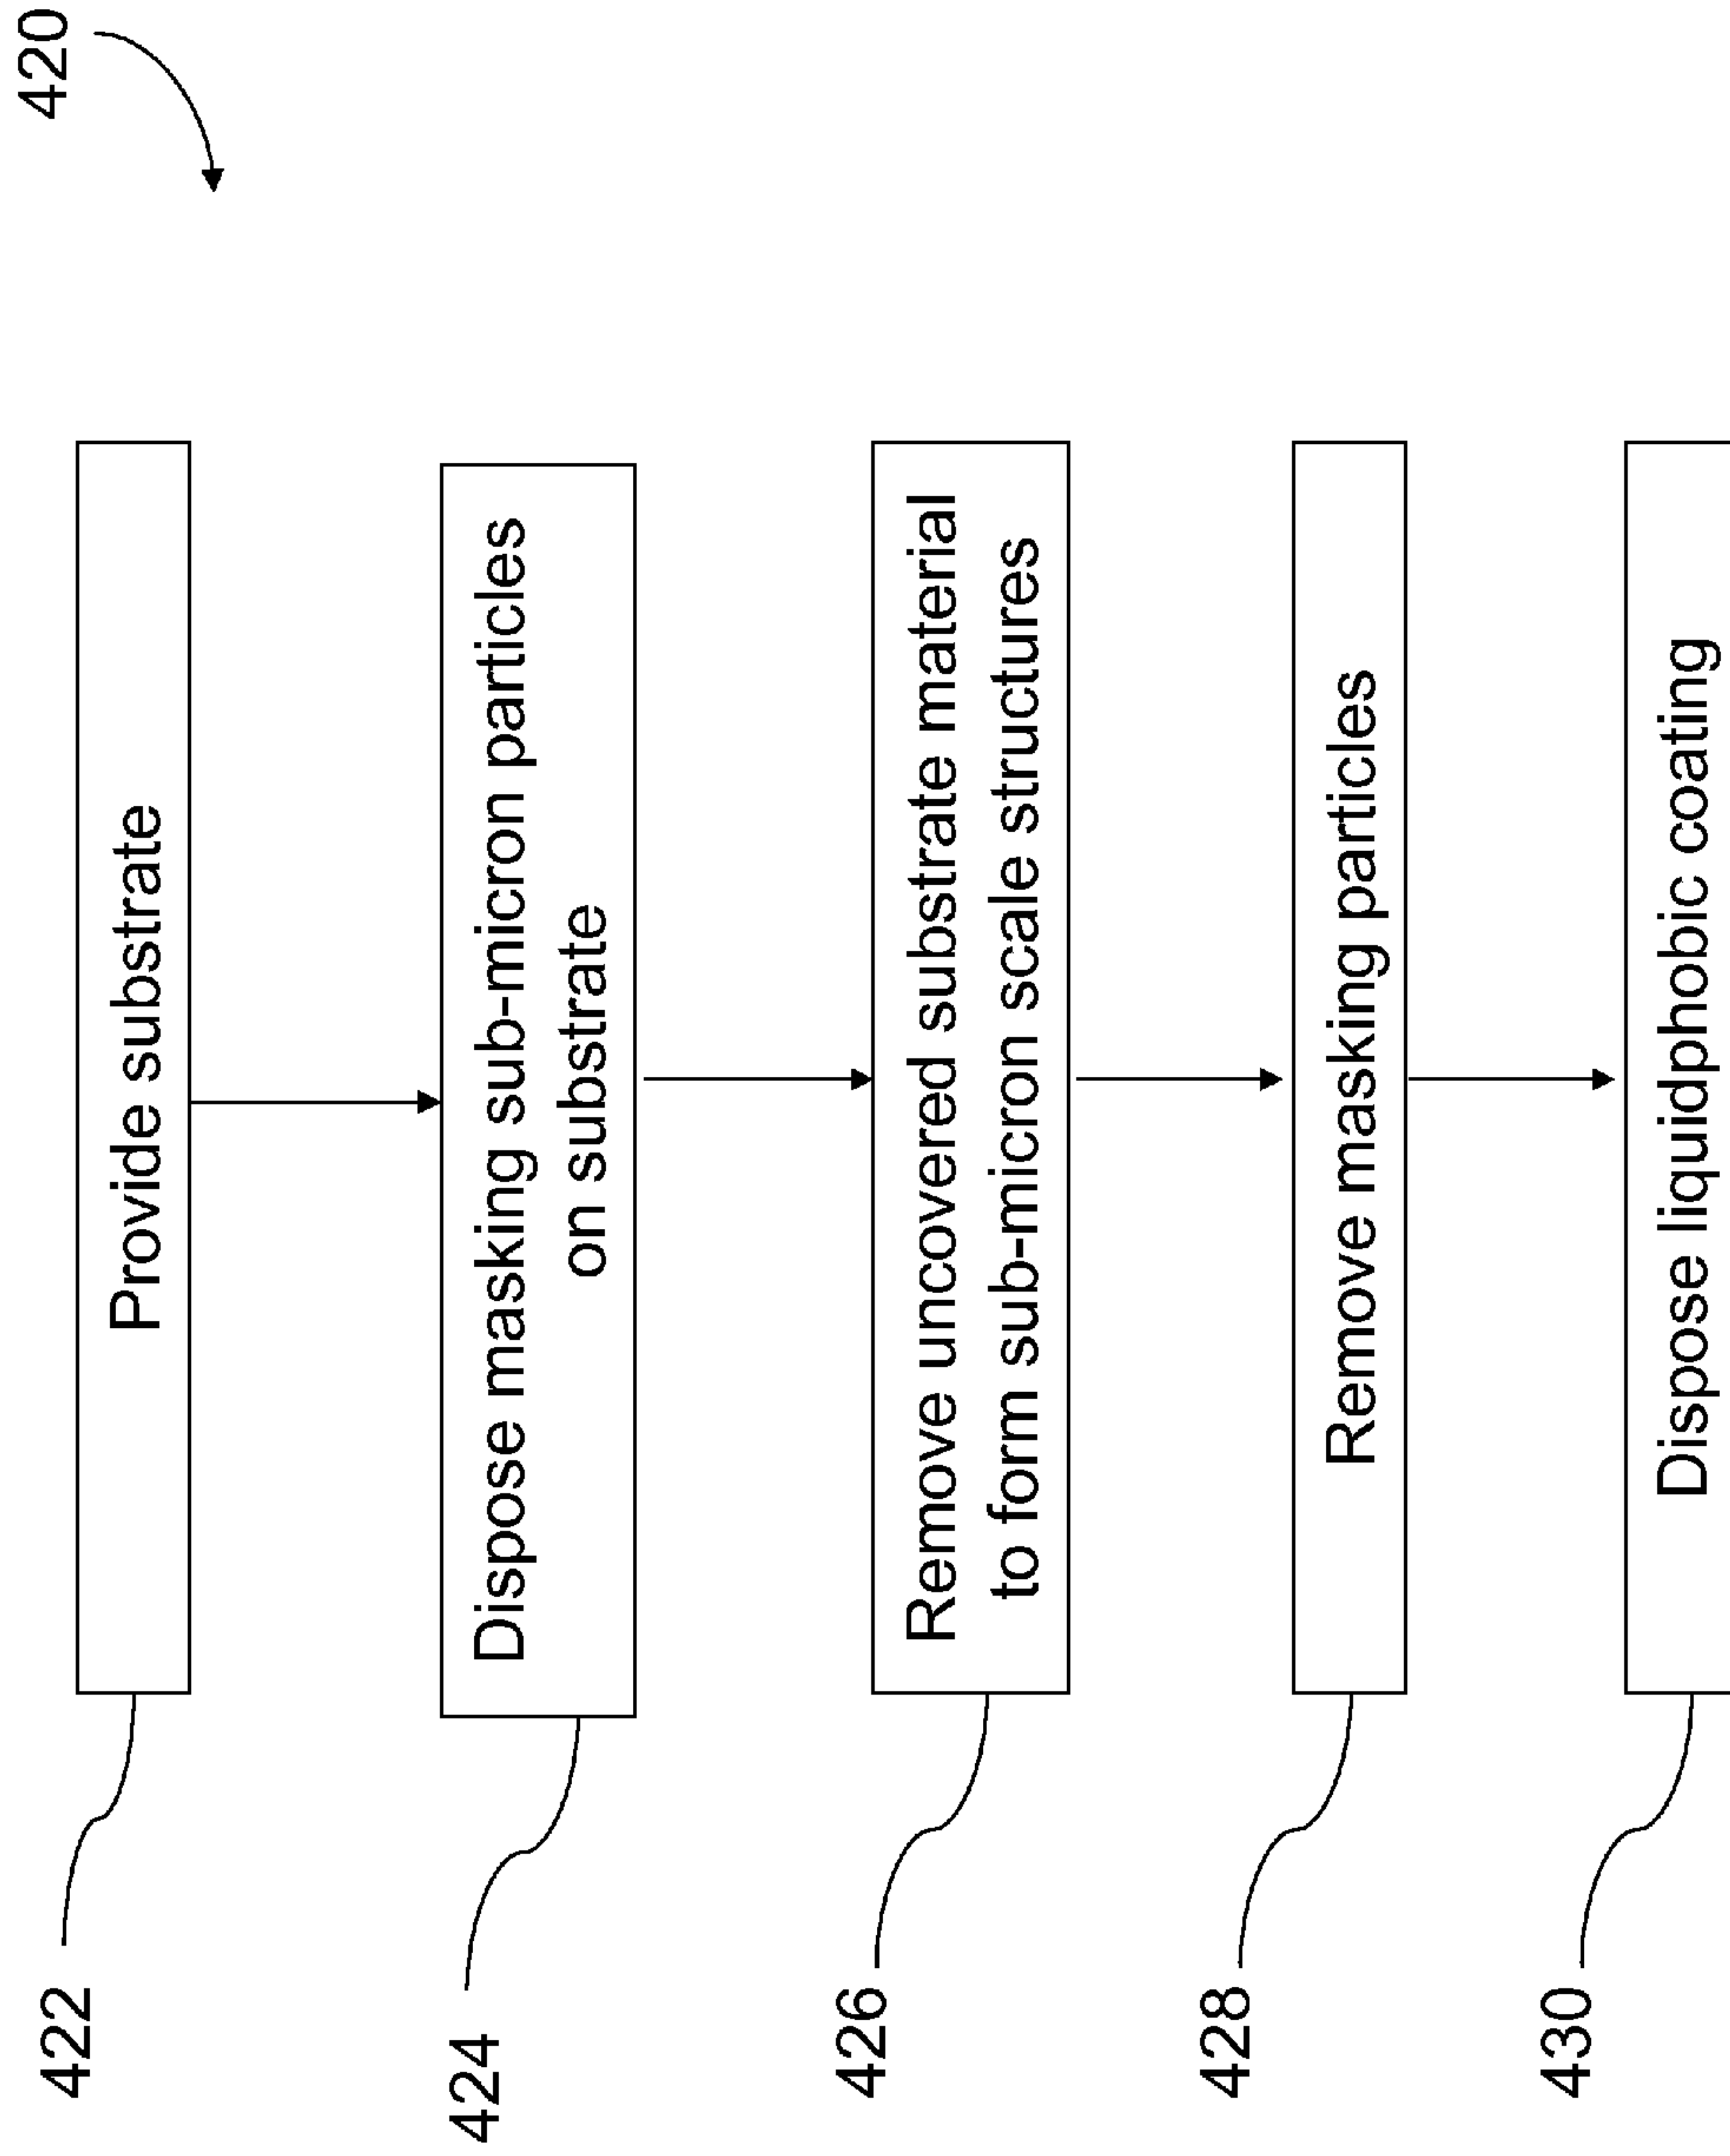 420
422
Provide substrate
424
Dispose masking sub-micron particles
on substrate
426
Remove uncovered substrate material
to form sub-micron scale structures
428
Remove masking particles
430
Dispose liquidphobic coating